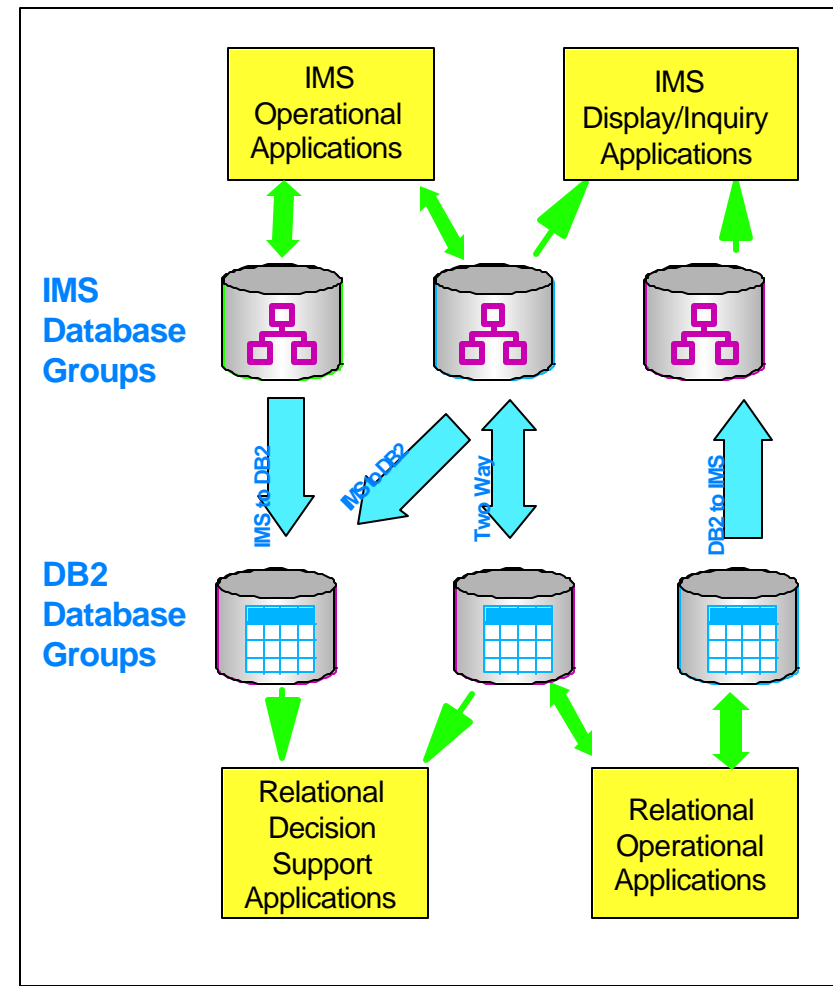 IMS
Operational
Applications
IMS
Display/Inquiry
Applications
IMS
Database
Groups
IMS to DB2
IMS to DB2
Two Way
DB2 to IMS
DB2
Database
Groups
Relational
Decision
Support
Applications
Relational
Operational
Applications